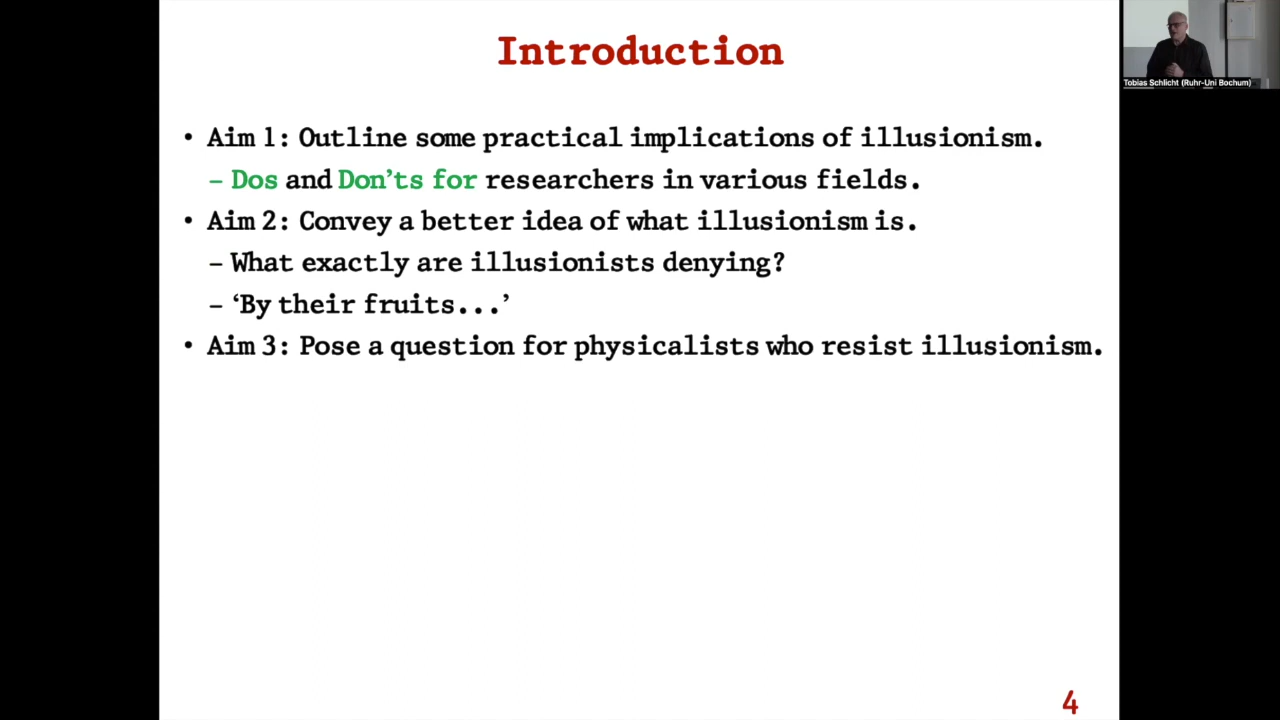 Introduction
Tobias Schlicht (Ruhr-Uni Bochum)
• Aim 1: Outline some practical implications of illusionism.
– Dos and Don’ts for researchers in various fields.
• Aim 2: Convey a better idea of what illusionism is.
– What exactly are illusionists denying?
– ‘By their fruits...’
• Aim 3: Pose a question for physicalists who resist illusionism.
4